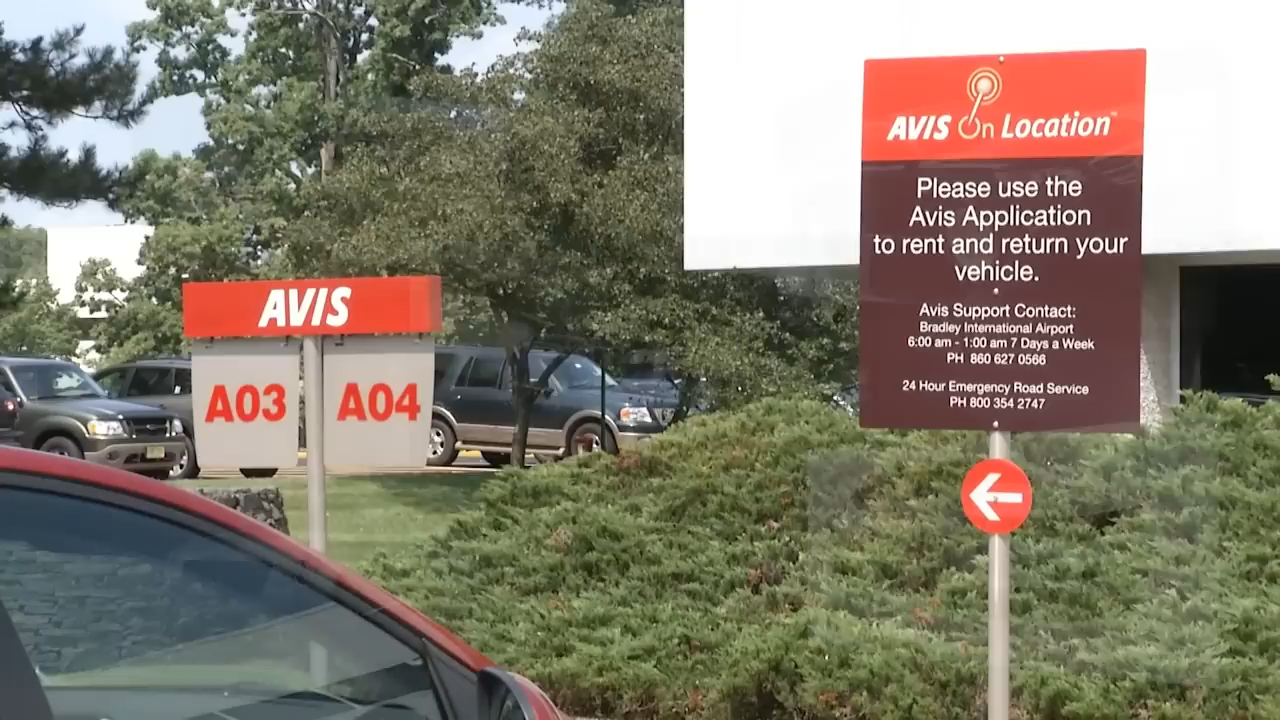 AVIS
A03 A04
AVIS On Location™
Please use the
Avis Application
to rent and return your
vehicle.
Avis Support Contact:
Bradley International Airport
6:00 am - 1:00 am 7 Days a Week
PH 860 627 0566
24 Hour Emergency Road Service
PH 800 354 2747